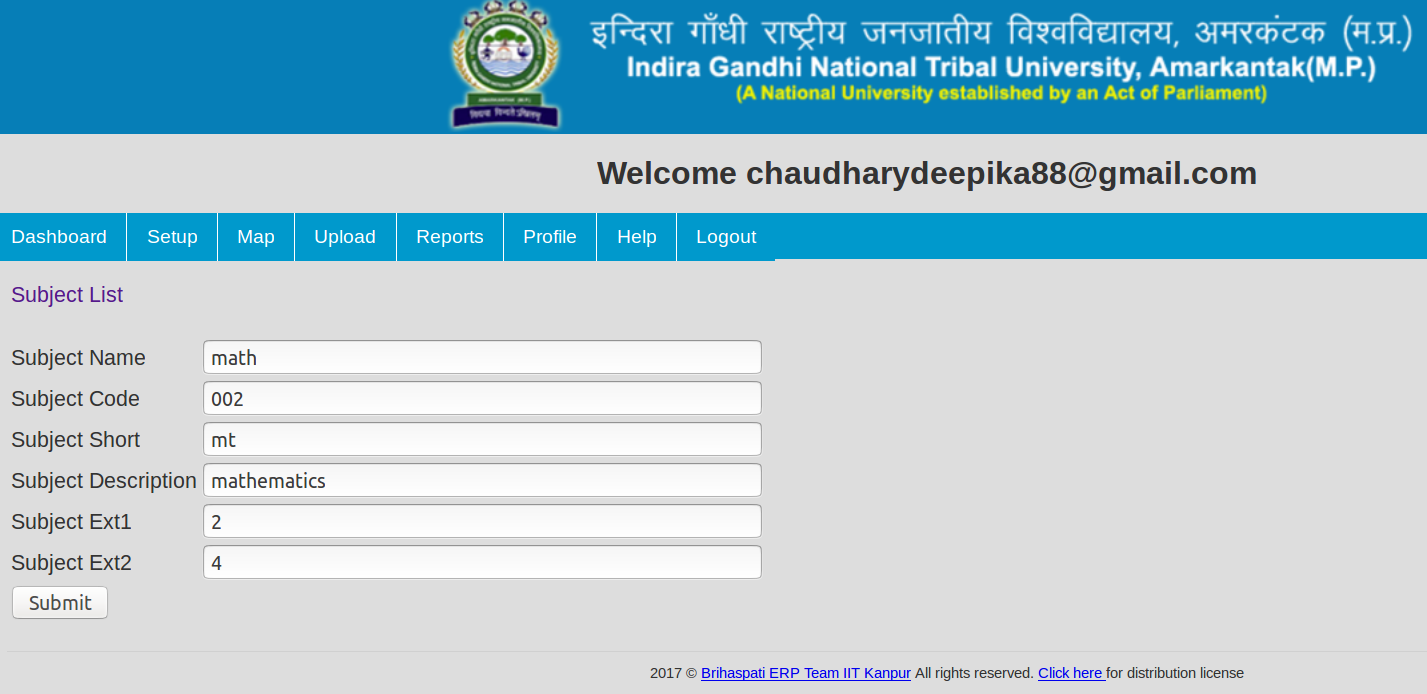 इन्दिरा गाँधी राष्ट्रीय जनजातीय विश्वविद्यालय, अमरकंटक (म.प्र.)
Indira Gandhi National Tribal University, Amarkantak(M.P.)
(A National University established by an Act of Parliament)
Welcome chaudharydeepika88@gmail.com
Dashboard Setup Map Upload Reports Profile Help Logout
Subject List
Subject Name math
Subject Code 002
Subject Short mt
Subject Description mathematics
Subject Ext1 2
Subject Ext2 4
Submit
2017 © Brihaspati ERP Team IIT Kanpur All rights reserved. Click here for distribution license